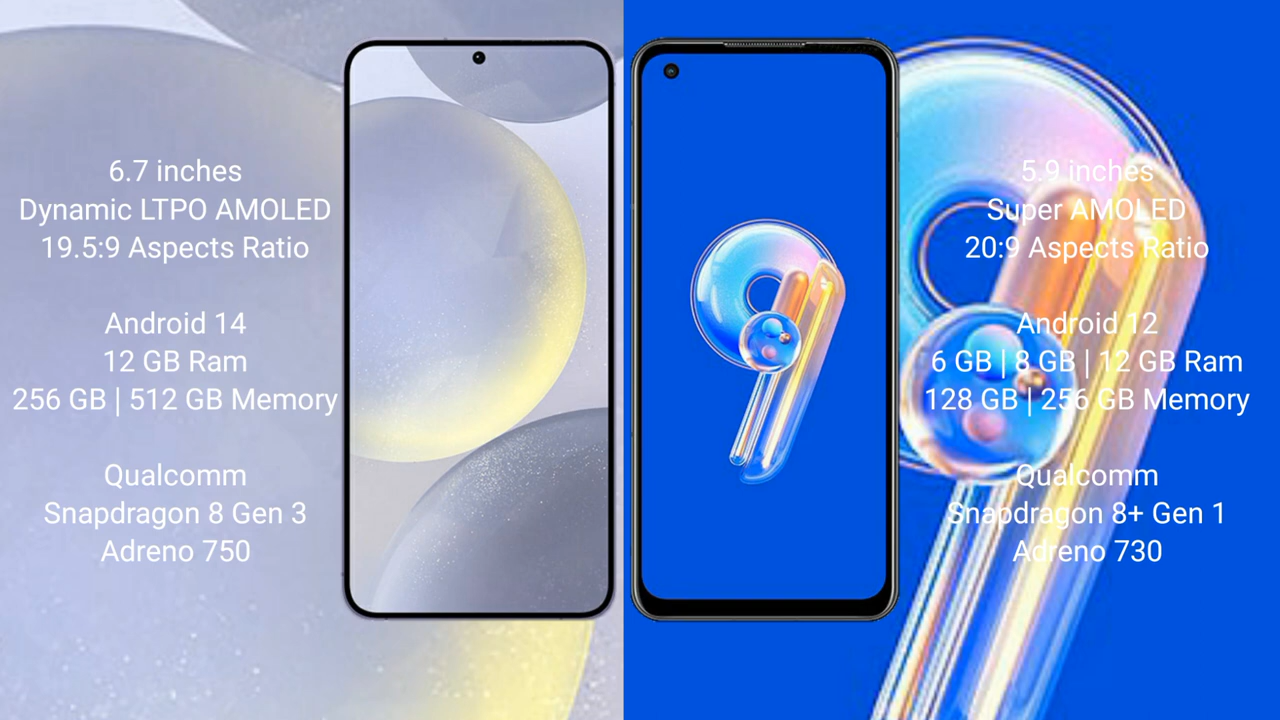 6.7 inches
Dynamic LTPO AMOLED
19.5:9 Aspects Ratio
Android 14
12 GB Ram
256 GB | 512 GB Memory
Qualcomm
Snapdragon 8 Gen 3
Adreno 750
5.9 inches
Super AMOLED
20:9 Aspects Ratio
Android 12
6 GB | 8 GB | 12 GB Ram
128 GB | 256 GB Memory
Qualcomm
Snapdragon 8+ Gen 1
Adreno 730